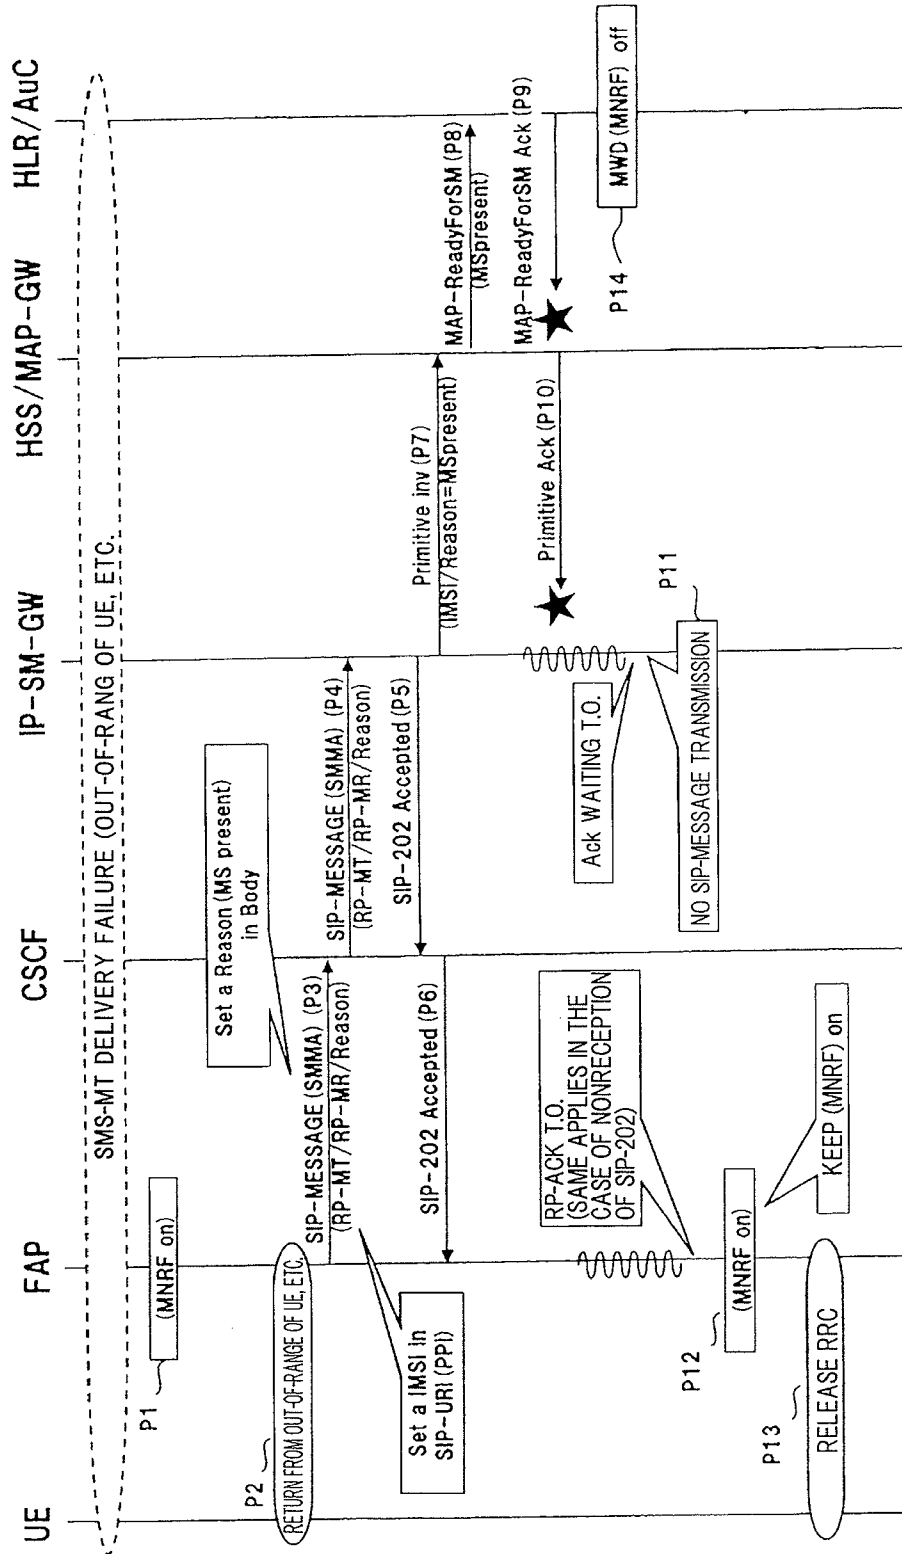 UE
FAP
CSCF
IP-SM-GW
HSS/MAP-GW
HLR/AuC
SMS-MT DELIVERY FAILURE (OUT-OF-RANG OF UE, ETC.
P1
(MNRF on)
P2
RETURN FROM OUT-OF-RANGE OF UE, ETC.
Set a Reason (MS present)
in Body
SIP-MESSAGE (SMMA) (P3)
(RP-MT/RP-MR/Reason)
SIP-MESSAGE (SMMA) (P4)
(RP-MT/RP-MR/Reason)
Set a IMSI in
SIP-URI (PPI)
SIP-202 Accepted (P5)
SIP-202 Accepted (P6)
Primitive inv (P7)
(IMSI/Reason=MSpresent)
MAP-ReadyForSM (P8)
(MSpresent)
MAP-ReadyForSM Ack (P9)
Primitive Ack (P10)
MWD (MNRF) off
P14
Ack WAITING T.O.
P11
NO SIP-MESSAGE TRANSMISSION
RP-ACK T.O.
(SAME APPLIES IN THE
CASE OF NONRECEPTION
OF SIP-202)
P12
(MNRF on)
KEEP (MNRF) on
P13
RELEASE RRC